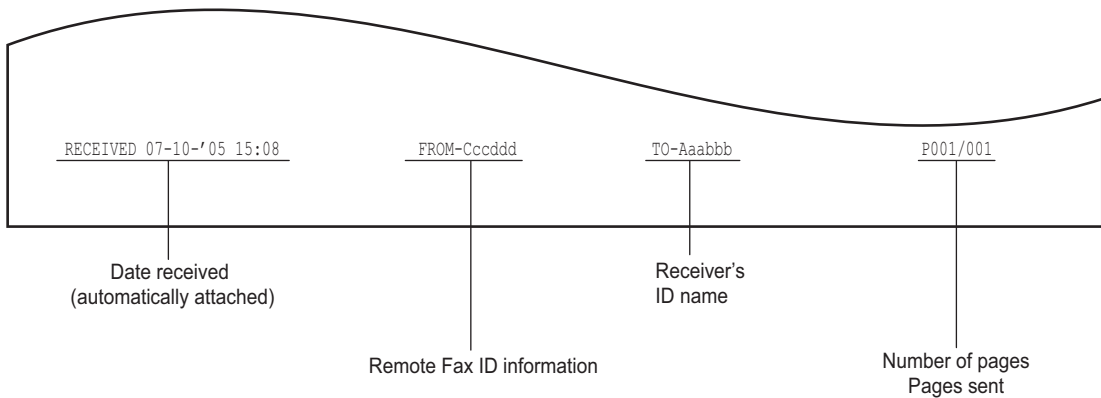 RECEIVED 07-10-'05 15:08
FROM-Cccddd
TO-Aaabbb
P001/001
Date received
(automatically attached)
Remote Fax ID information
Receiver's
ID name
Number of pages
Pages sent